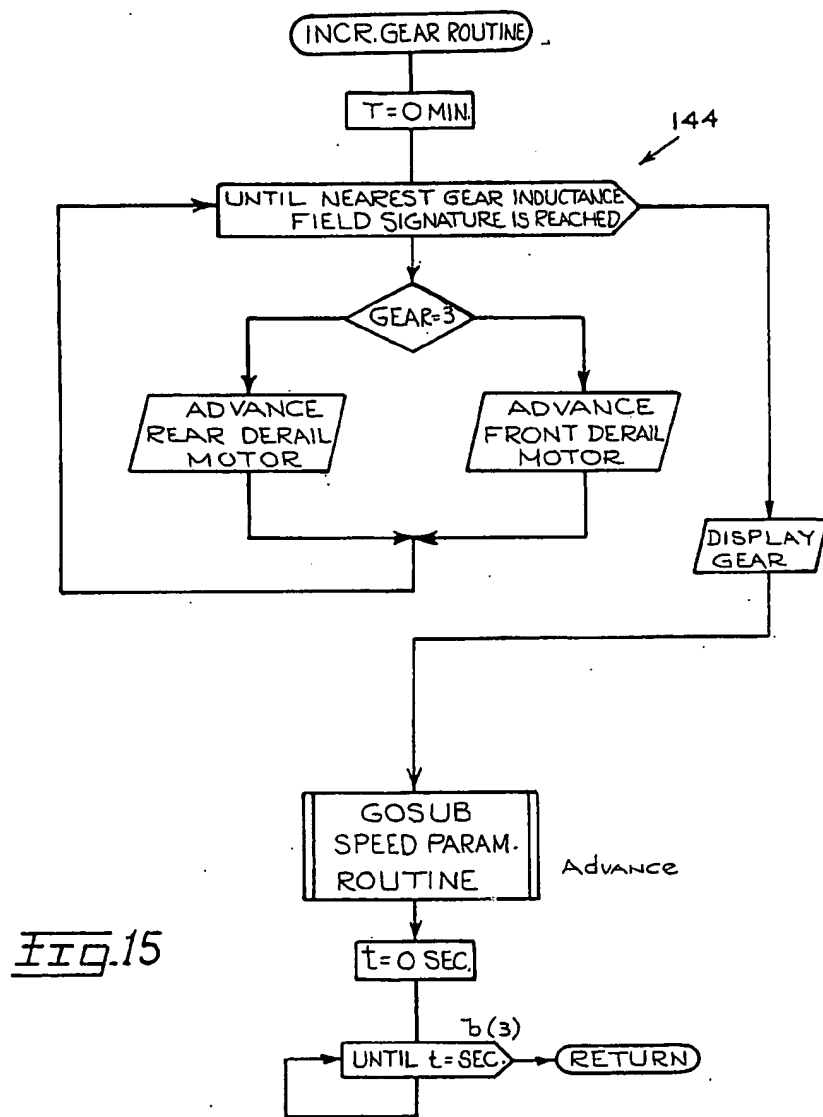 INCR. GEAR ROUTINE
T = 0 MIN.
144
UNTIL NEAREST GEAR INDUCTANCE
FIELD SIGNATURE IS REACHED
GEAR=3
ADVANCE
REAR DERAIL
MOTOR
ADVANCE
FRONT DERAIL
MOTOR
DISPLAY
GEAR
GOSUB
SPEED PARAM.
ROUTINE
Advance
t = 0 SEC.
b(3)
UNTIL t = SEC.
RETURN
Fig. 15